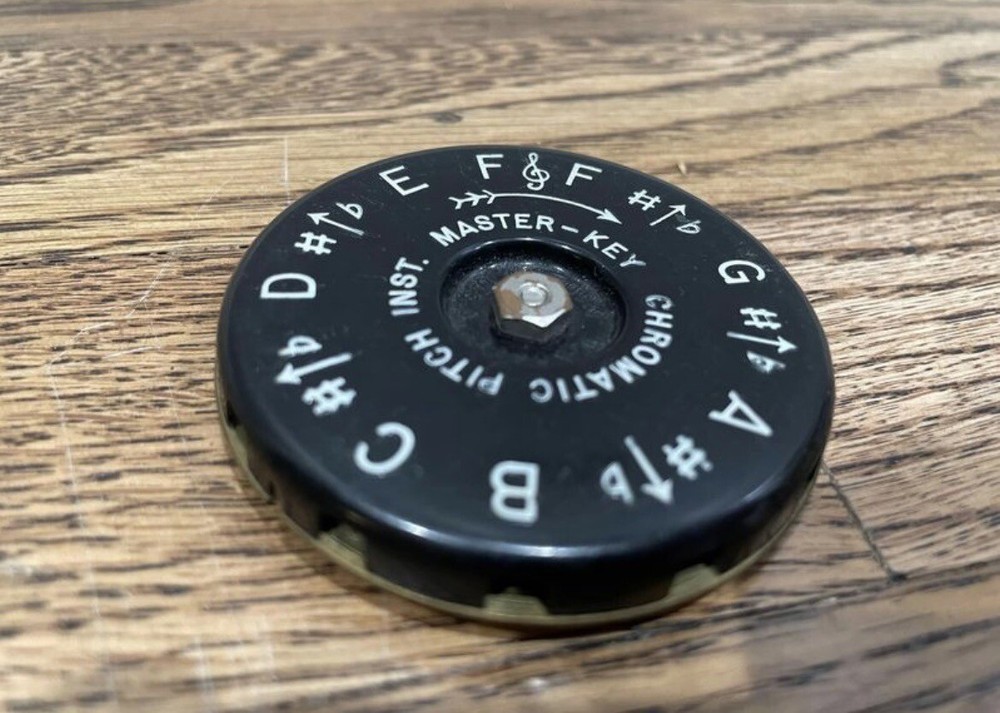 F F #♭ G #♭ A #♭ B C #♭ D #♭ E
MASTER-KEY
CHROMATIC
PITCH INST.